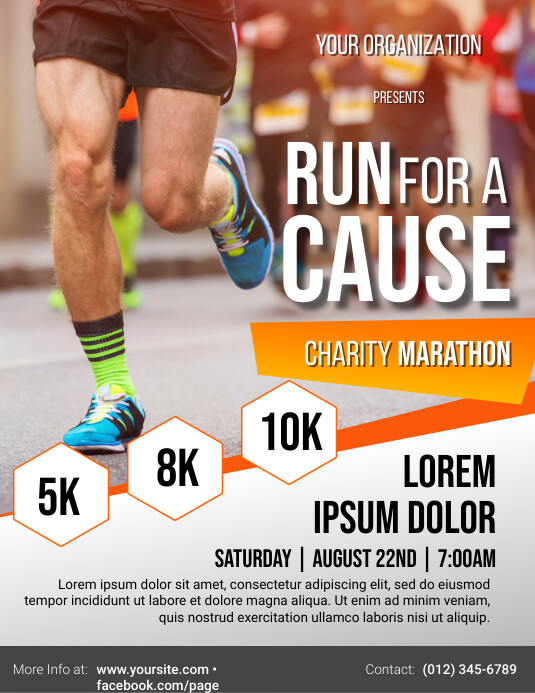 YOUR ORGANIZATION
PRESENTS
RUN FOR A
CAUSE
CHARITY MARATHON
10K
8K
5K
LOREM
IPSUM DOLOR
SATURDAY | AUGUST 22ND | 7:00AM
Lorem ipsum dolor sit amet, consectetur adipiscing elit, sed do eiusmod
tempor incididunt ut labore et dolore magna aliqua. Ut enim ad minim veniam,
quis nostrud exercitation ullamco laboris nisi ut aliquip.
More Info at: www.yoursite.com •
facebook.com/page
Contact: (012) 345-6789